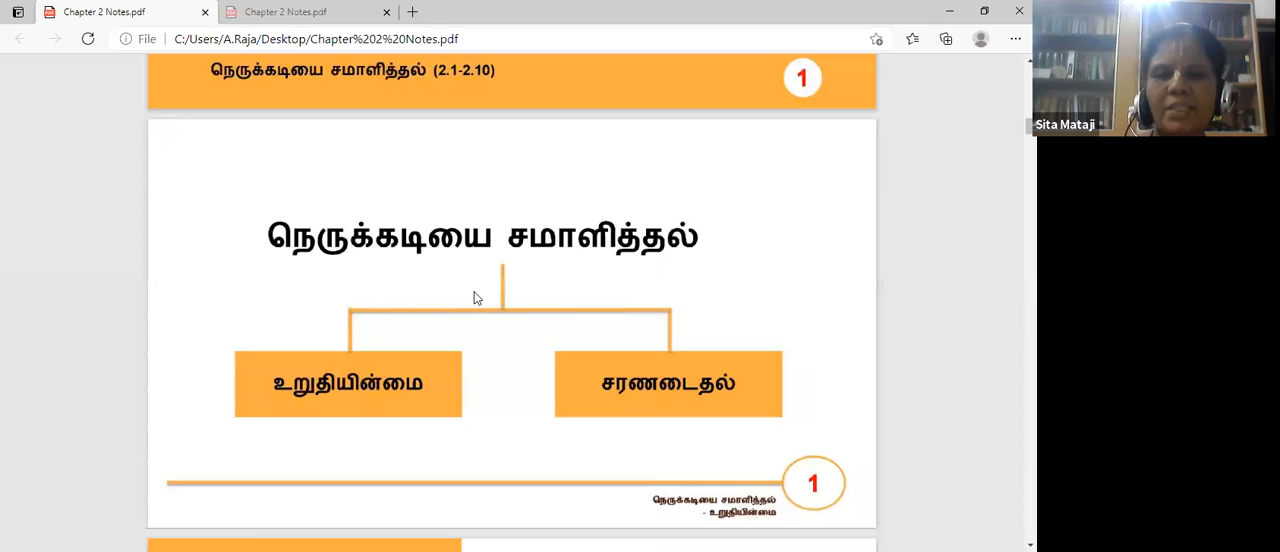 Chapter 2 Notes.pdf
Chapter 2 Notes.pdf
File
C:/Users/A.Raja/Desktop/Chapter%202%20Notes.pdf
நெருக்கடியை சமாளித்தல் (2.1-2.10)
1
Sita Mataji
நெருக்கடியை சமாளித்தல்
உறுதியின்மை
சரணடைதல்
1
நெருக்கடியை சமாளித்தல்
- உறுதியின்மை